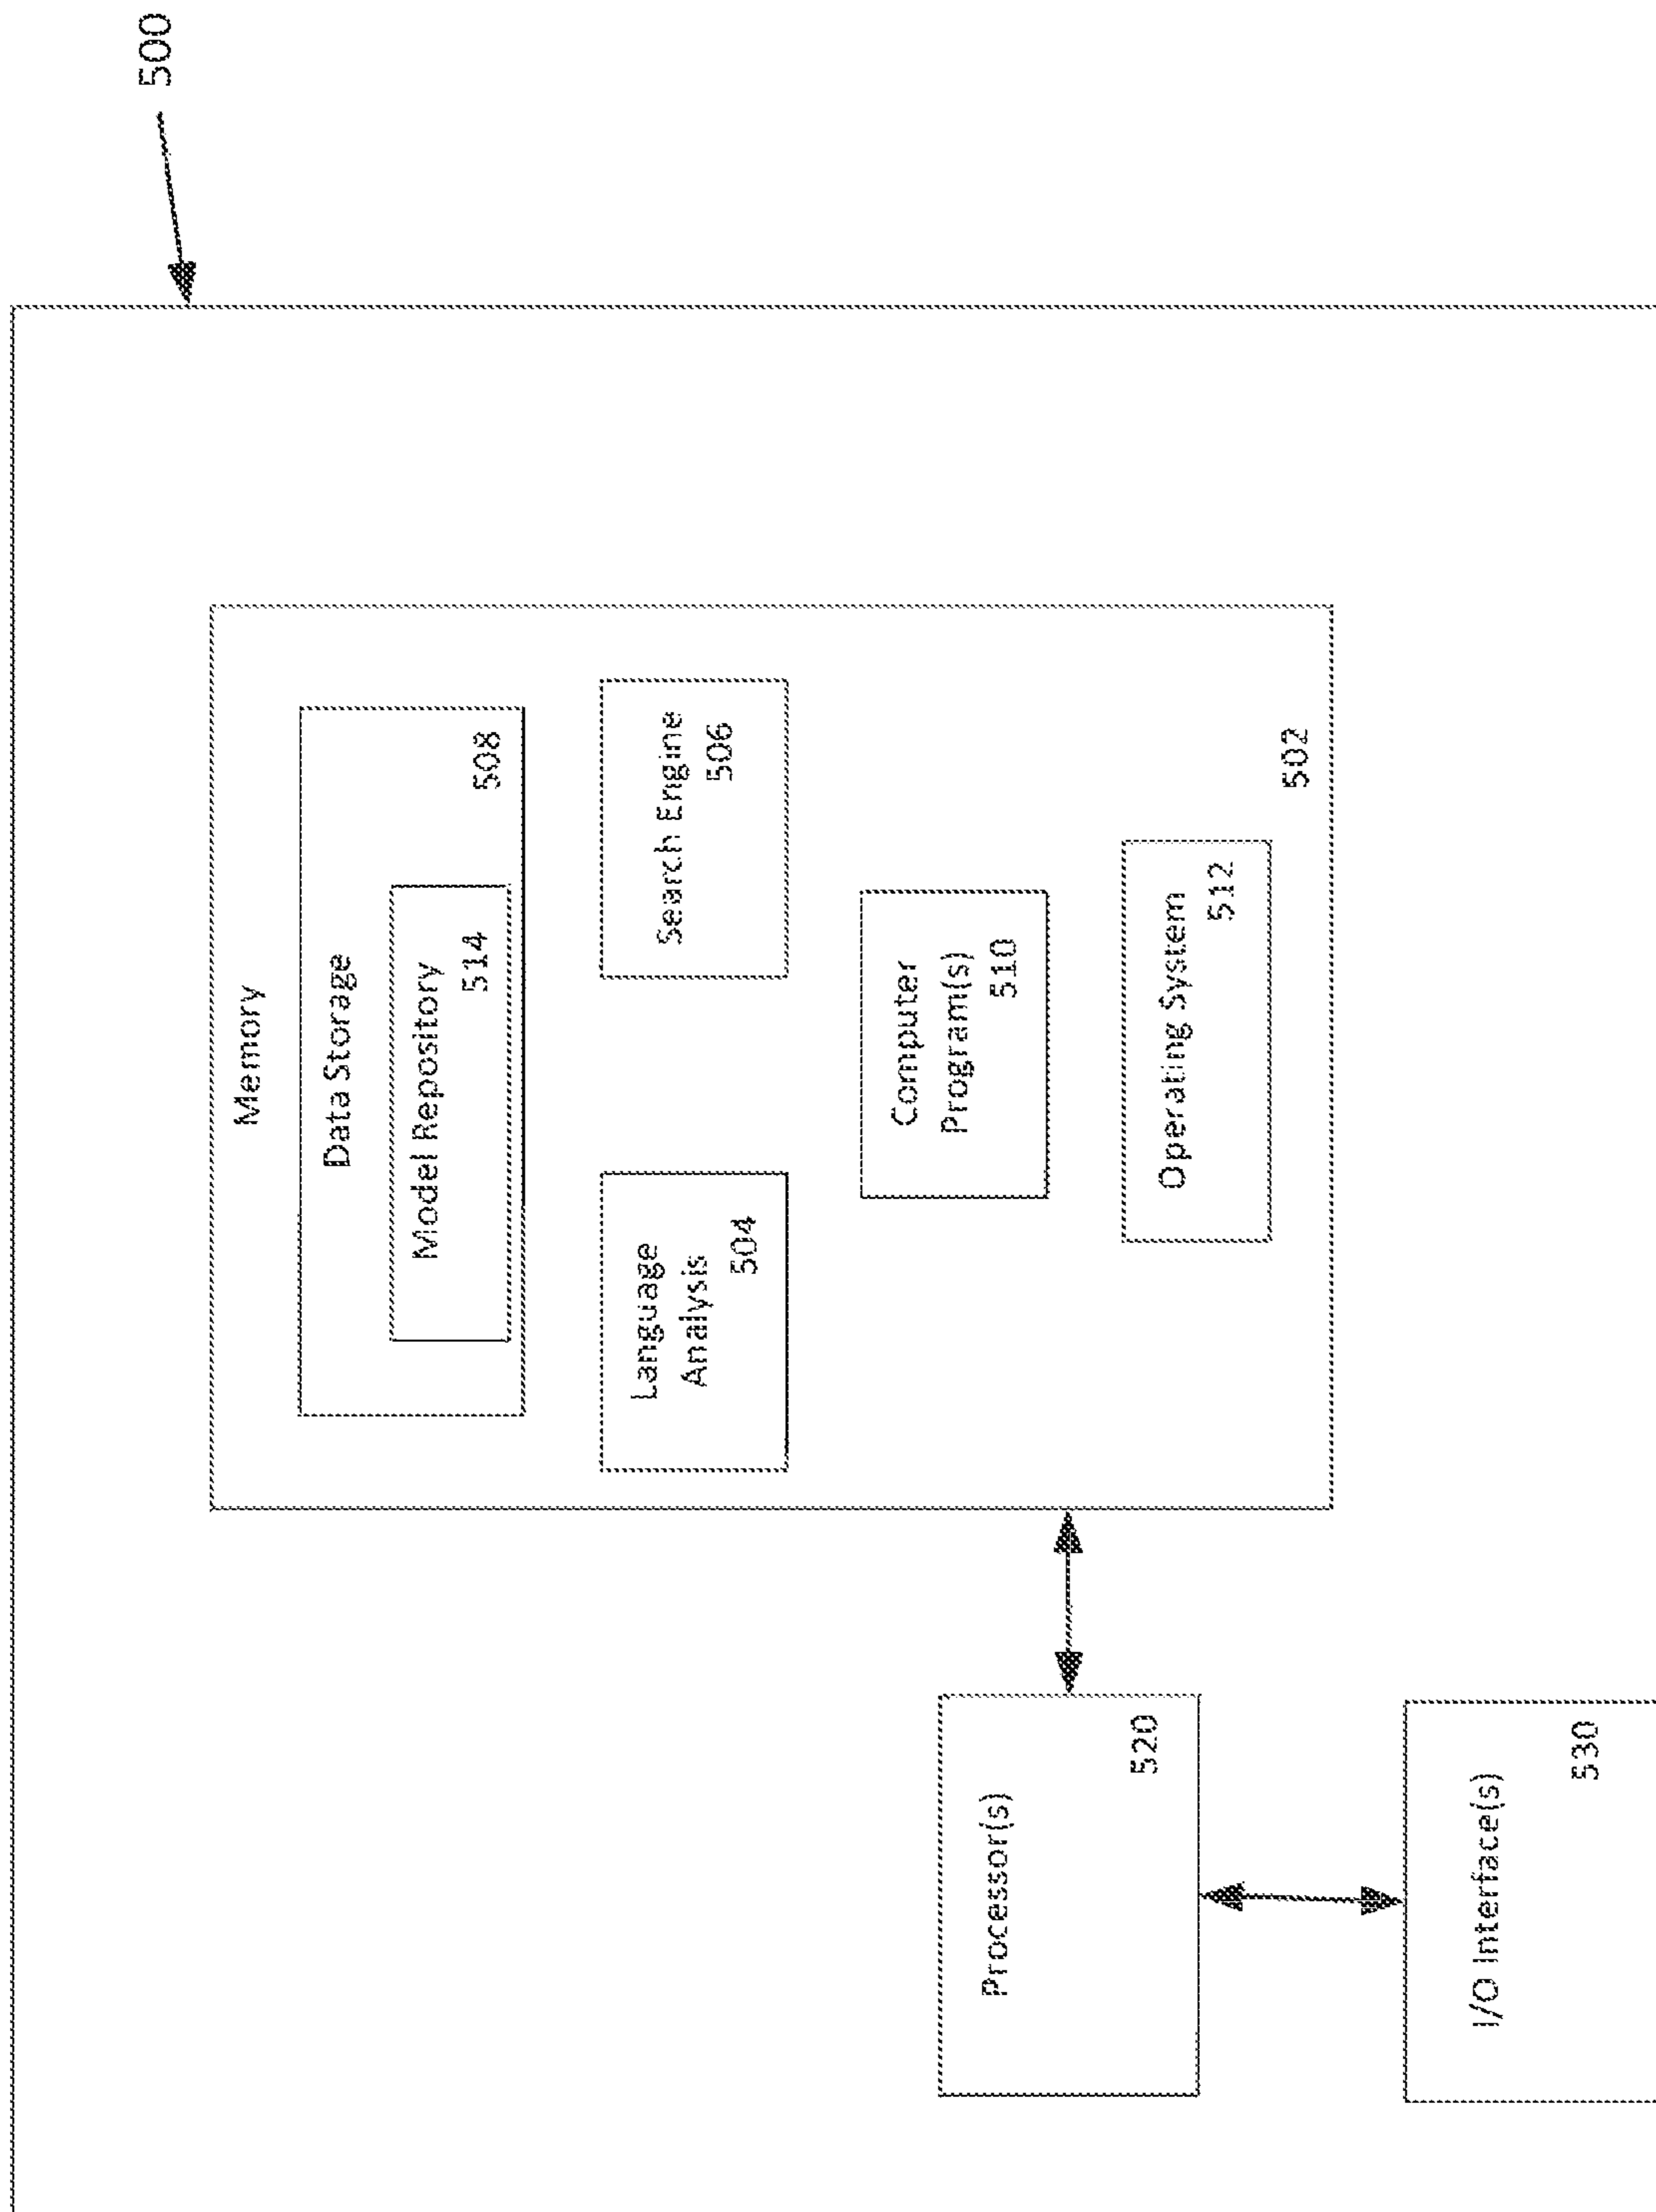 500
Memory
Data Storage
508
Model Repository
514
Language
Analysis
504
Search Engine
506
Computer
Program(s)
510
Operating System
512
502
Processor(s)
520
I/O Interface(s)
530